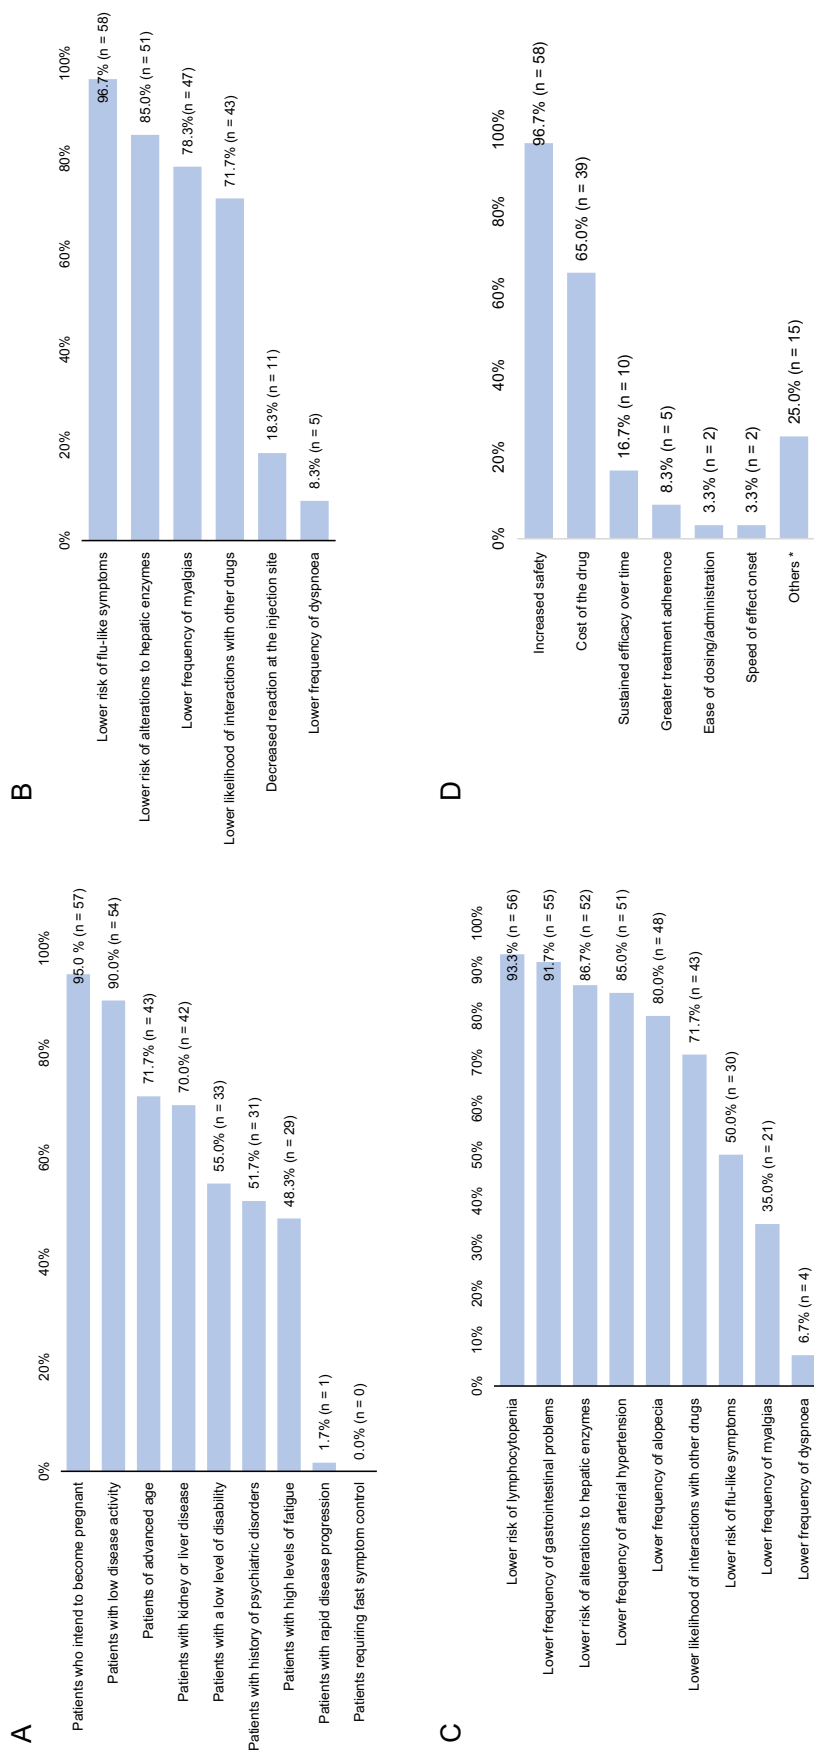 A
0%
20%
40%
60%
80%
100%
Patients who intend to become pregnant
95.0 % (n = 57)
Patients with low disease activity
90.0% (n = 54)
Patients of advanced age
71.7% (n = 43)
Patients with kidney or liver disease
70.0% (n = 42)
Patients with a low level of disability
55.0% (n = 33)
Patients with history of psychiatric disorders
51.7% (n = 31)
Patients with high levels of fatigue
48.3% (n = 29)
Patients with rapid disease progression
1.7% (n = 1)
Patients requiring fast symptom control
0.0% (n = 0)
B
0%
20%
40%
60%
80%
100%
Lower risk of flu-like symptoms
96.7% (n = 58)
Lower risk of alterations to hepatic enzymes
85.0% (n = 51)
Lower frequency of myalgias
78.3%(n = 47)
Lower likelihood of interactions with other drugs
71.7% (n = 43)
Decreased reaction at the injection site
18.3% (n = 11)
Lower frequency of dyspnoea
8.3% (n = 5)
C
0%
10%
20%
30%
40%
50%
60%
70%
80%
90%
100%
Lower risk of lymphocytopenia
93.3% (n = 56)
Lower frequency of gastrointestinal problems
91.7% (n = 55)
Lower risk of alterations to hepatic enzymes
86.7% (n = 52)
Lower frequency of arterial hypertension
85.0% (n = 51)
Lower frequency of alopecia
80.0% (n = 48)
Lower likelihood of interactions with other drugs
71.7% (n = 43)
Lower risk of flu-like symptoms
50.0% (n = 30)
Lower frequency of myalgias
35.0% (n = 21)
Lower frequency of dyspnoea
6.7% (n = 4)
D
0%
20%
40%
60%
80%
100%
Increased safety
96.7% (n = 58)
Cost of the drug
65.0% (n = 39)
Sustained efficacy over time
16.7% (n = 10)
Greater treatment adherence
8.3% (n = 5)
Ease of dosing/administration
3.3% (n = 2)
Speed of effect onset
3.3% (n = 2)
Others *
25.0% (n = 15)